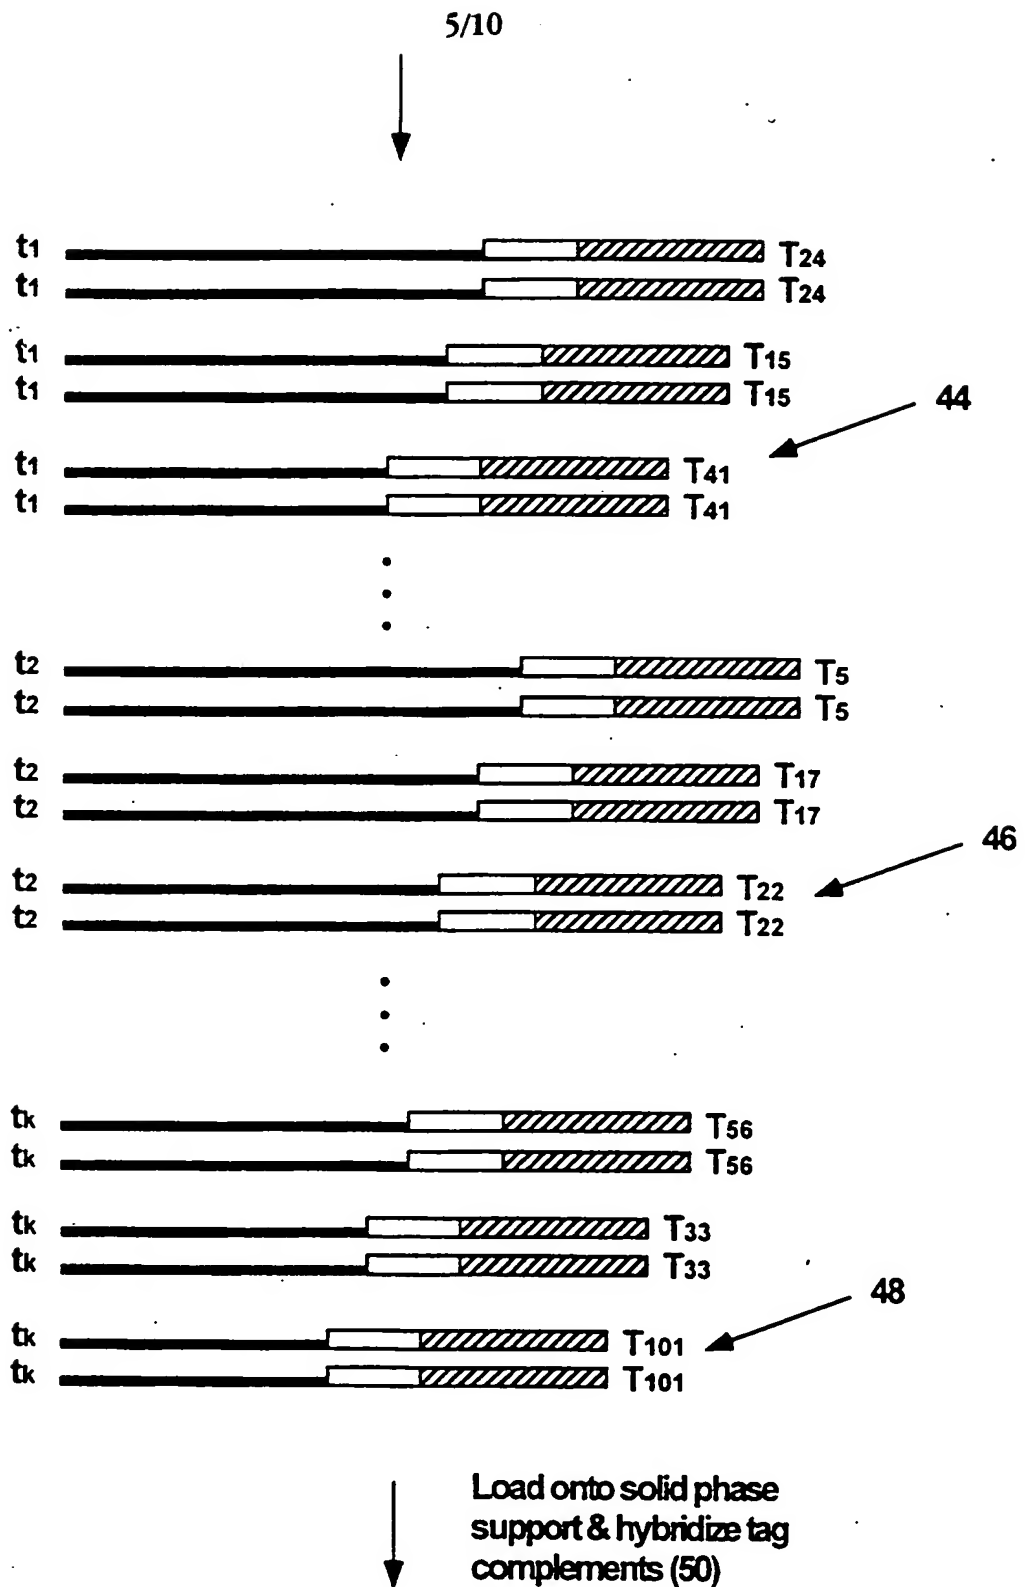 5/10
t1 T24
t1 T24
t1 T15
t1 T15
44
t1 T41
t1 T41
t2 T5
t2 T5
t2 T17
t2 T17
46
t2 T22
t2 T22
tk T56
tk T56
tk T33
tk T33
48
tk T101
tk T101
Load onto solid phase
support & hybridize tag
complements (50)